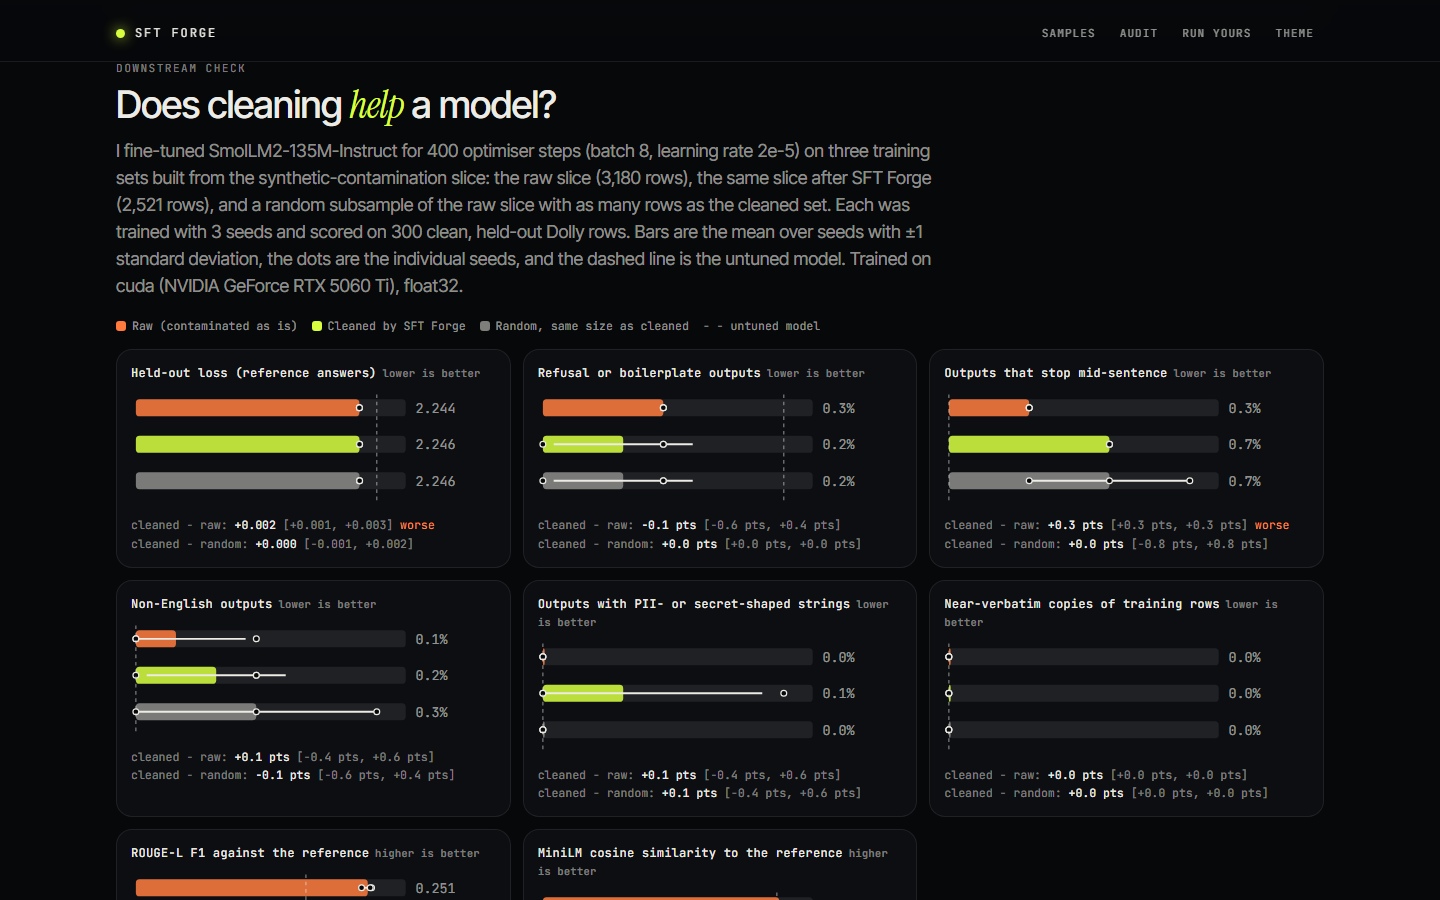 SFT FORGE
SAMPLES AUDIT RUN YOURS THEME
DOWNSTREAM CHECK
Does cleaning help a model?
I fine-tuned SmolLM2-135M-Instruct for 400 optimiser steps (batch 8, learning rate 2e-5) on three training
sets built from the synthetic-contamination slice: the raw slice (3,180 rows), the same slice after SFT Forge
(2,521 rows), and a random subsample of the raw slice with as many rows as the cleaned set. Each was
trained with 3 seeds and scored on 300 clean, held-out Dolly rows. Bars are the mean over seeds with ±1
standard deviation, the dots are the individual seeds, and the dashed line is the untuned model. Trained on
cuda (NVIDIA GeForce RTX 5060 Ti), float32.
Raw (contaminated as is) Cleaned by SFT Forge Random, same size as cleaned - - untuned model
Held-out loss (reference answers) lower is better
2.244
2.246
2.246
cleaned - raw: +0.002 [+0.001, +0.003] worse
cleaned - random: +0.000 [-0.001, +0.002]
Refusal or boilerplate outputs lower is better
0.3%
0.2%
0.2%
cleaned - raw: -0.1 pts [-0.6, +0.4 pts]
cleaned - random: +0.0 pts [+0.0, +0.0 pts]
Outputs that stop mid-sentence lower is better
0.3%
0.7%
0.7%
cleaned - raw: +0.3 pts [+0.3, +0.3 pts] worse
cleaned - random: +0.0 pts [-0.8, +0.8 pts]
Non-English outputs lower is better
0.1%
0.2%
0.3%
cleaned - raw: +0.1 pts [-0.4, +0.6 pts]
cleaned - random: -0.1 pts [-0.6, +0.4 pts]
Outputs with PII- or secret-shaped strings lower
is better
0.0%
0.1%
0.0%
cleaned - raw: +0.1 pts [-0.4, +0.6 pts]
cleaned - random: +0.1 pts [-0.4, +0.6 pts]
Near-verbatim copies of training rows lower is
better
0.0%
0.0%
0.0%
cleaned - raw: +0.0 pts [+0.0, +0.0 pts]
cleaned - random: +0.0 pts [+0.0, +0.0 pts]
ROUGE-L F1 against the reference higher is better
0.251
MiniLM cosine similarity to the reference higher
is better